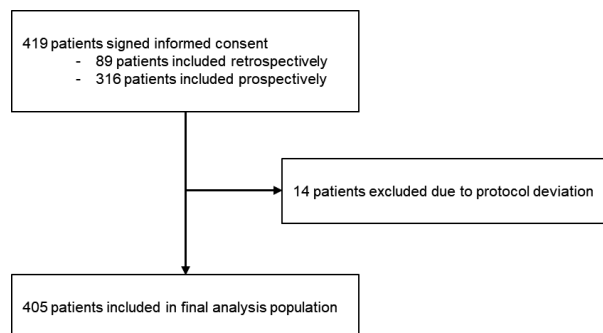 419 patients signed informed consent
- 89 patients included retrospectively
- 316 patients included prospectively
14 patients excluded due to protocol deviation
405 patients included in final analysis population